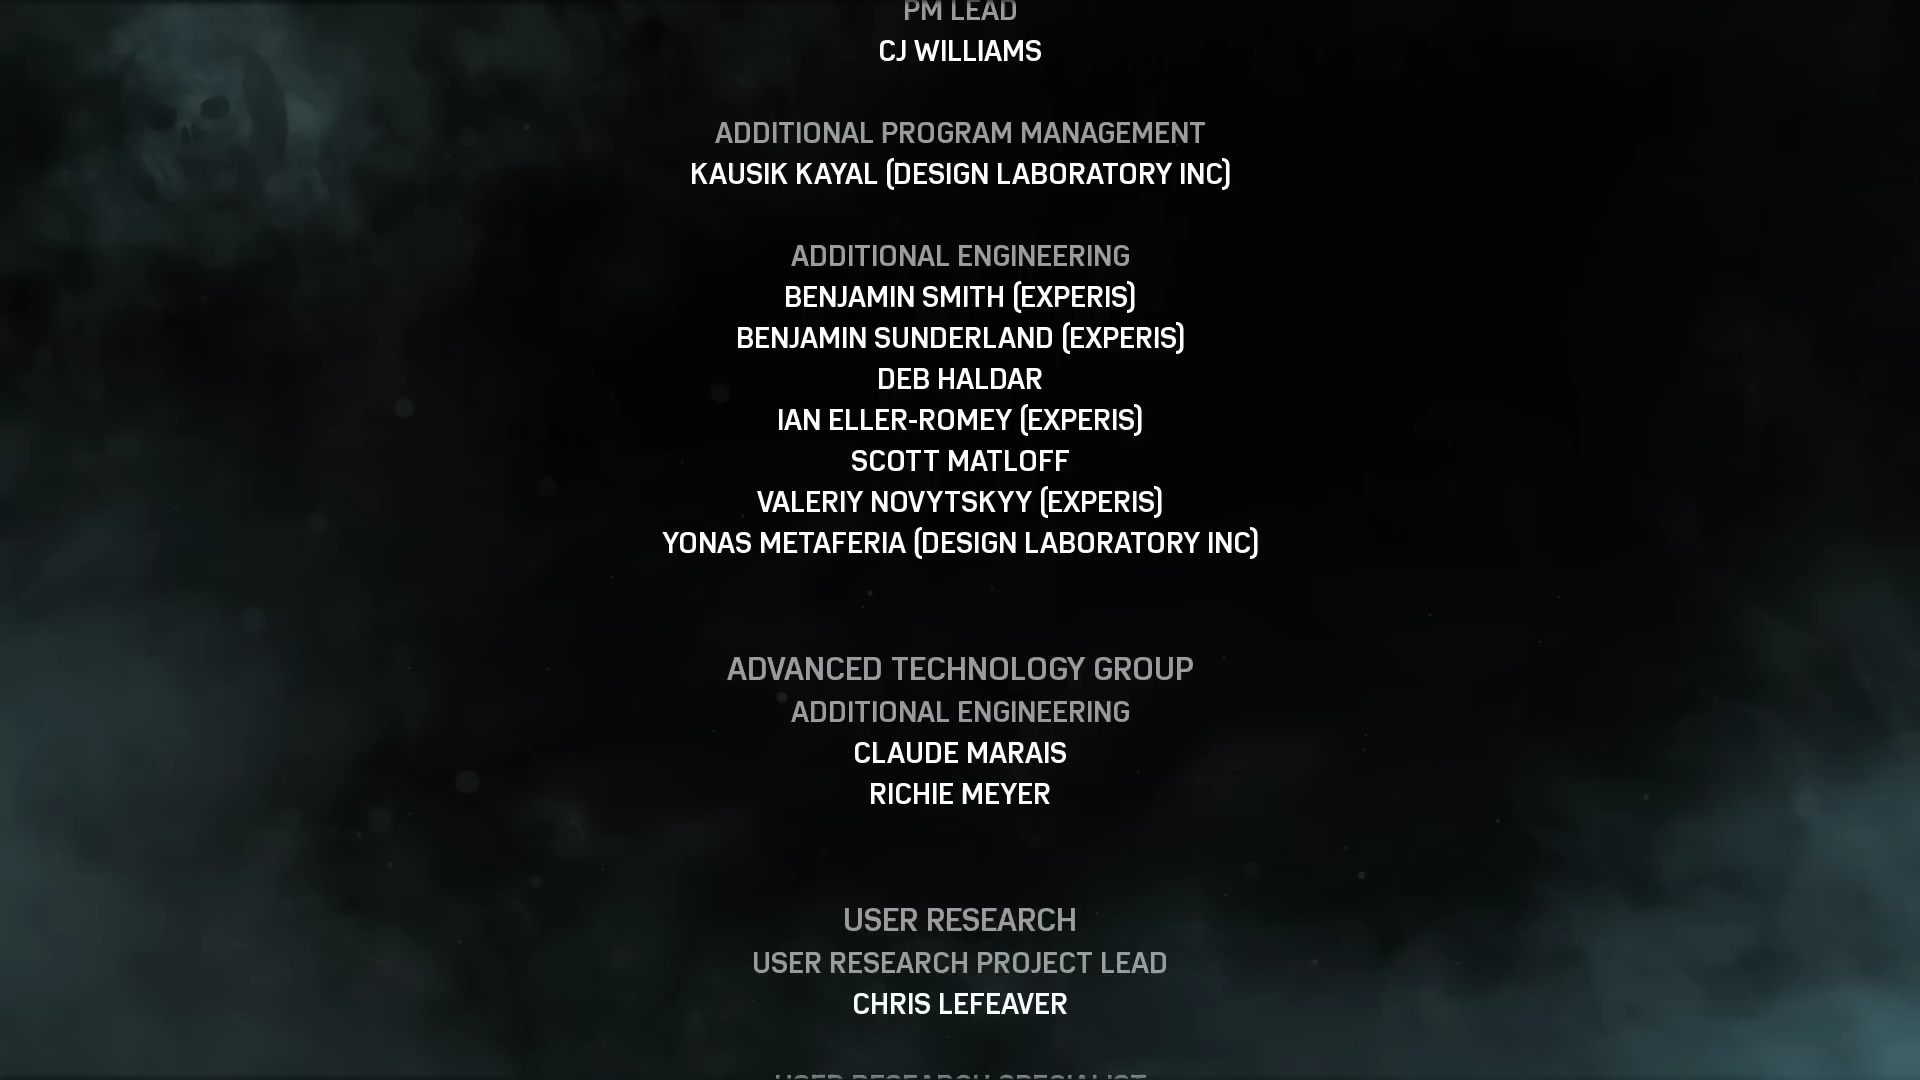 PM LEAD
CJ WILLIAMS
ADDITIONAL PROGRAM MANAGEMENT
KAUSIK KAYAL (DESIGN LABORATORY INC)
ADDITIONAL ENGINEERING
BENJAMIN SMITH (EXPERIS)
BENJAMIN SUNDERLAND (EXPERIS)
DEB HALDAR
IAN ELLER-ROMEY (EXPERIS)
SCOTT MATLOFF
VALERIY NOVYTSKYY (EXPERIS)
YONAS METAFERIA (DESIGN LABORATORY INC)
ADVANCED TECHNOLOGY GROUP
ADDITIONAL ENGINEERING
CLAUDE MARAIS
RICHIE MEYER
USER RESEARCH
USER RESEARCH PROJECT LEAD
CHRIS LEFEAVER